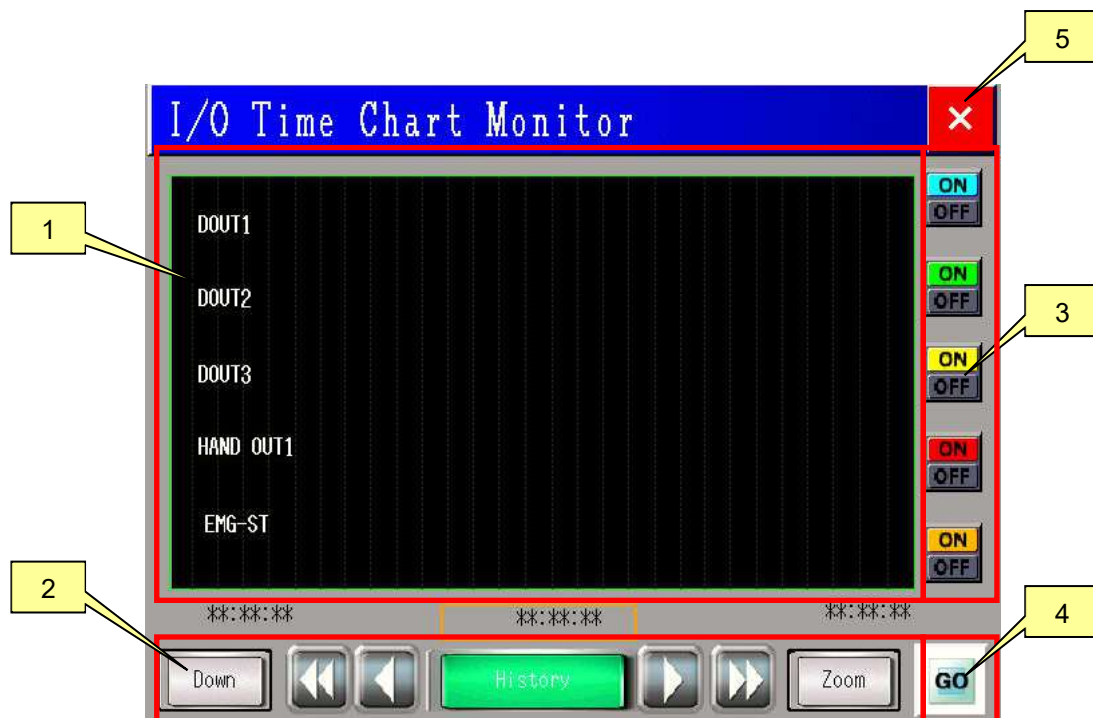 5
I/O Time Chart Monitor
×
ON
OFF
1
DOUT1
DOUT2
ON
OFF
3
DOUT3
ON
OFF
HAND OUT1
ON
OFF
EMG-ST
ON
OFF
2
**:**:** **:**:** **:**:**
4
Down History Zoom GO